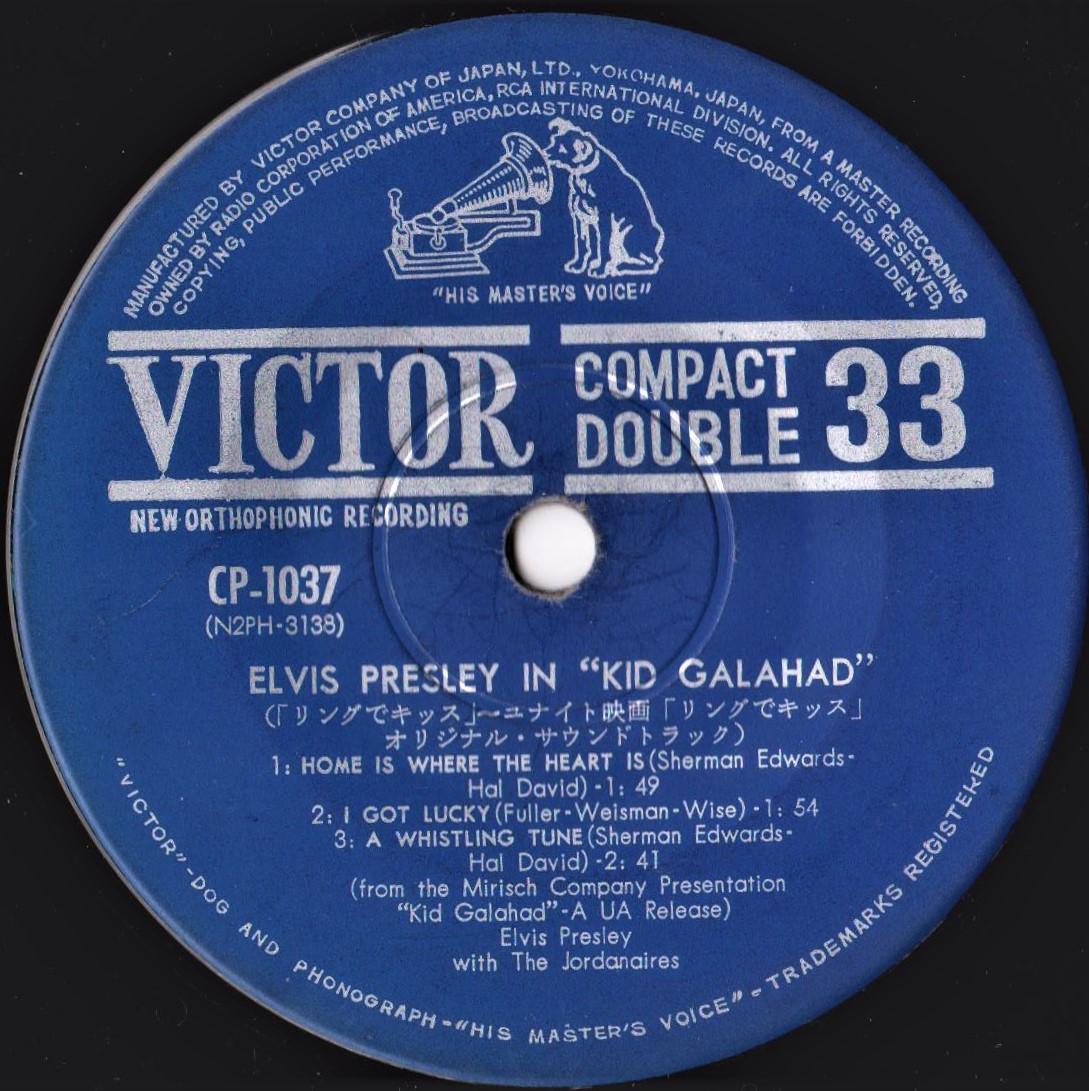 MANUFACTURED BY VICTOR COMPANY OF JAPAN, LTD., YOKOHAMA, JAPAN, FROM A MASTER RECORDING
OWNED BY RADIO CORPORATION OF AMERICA, RCA INTERNATIONAL DIVISION. ALL RIGHTS RESERVED,
COPYING, PUBLIC PERFORMANCE, BROADCASTING OF THESE RECORDS ARE FORBIDDEN.
"HIS MASTER'S VOICE"
VICTOR COMPACT DOUBLE 33
NEW ORTHOPHONIC RECORDING
CP-1037
(N2PH-3138)
ELVIS PRESLEY IN "KID GALAHAD"
(「リングでキッス」〜ユナイト映画「リングでキッス」
オリジナル・サウンドトラック)
1: HOME IS WHERE THE HEART IS (Sherman Edwards-
Hal David) -1: 49
2: I GOT LUCKY (Fuller-Weisman-Wise) -1: 54
3: A WHISTLING TUNE (Sherman Edwards-
Hal David) -2: 41
(from the Mirisch Company Presentation
"Kid Galahad"-A UA Release)
Elvis Presley
with The Jordanaires
"VICTOR"-DOG AND PHONOGRAPH-"HIS MASTER'S VOICE"-TRADEMARKS REGISTERED